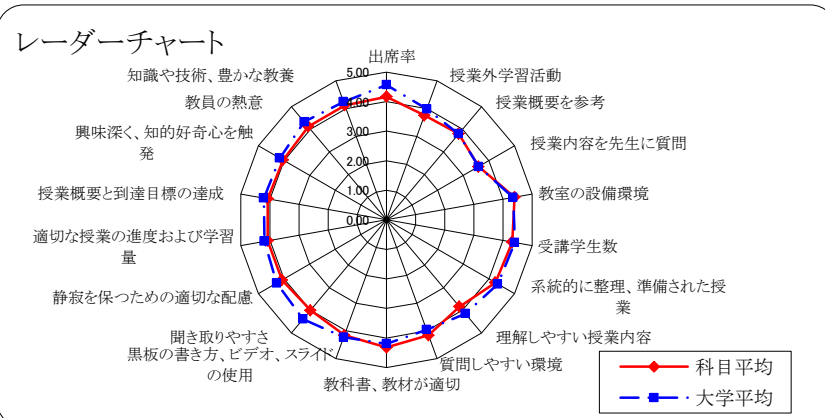 レーダーチャート
出席率
授業外学習活動
授業概要を参考
授業内容を先生に質問
教室の設備環境
受講学生数
系統的に整理、準備された授
業
理解しやすい授業内容
質問しやすい環境
教科書、教材が適切
黒板の書き方、ビデオ、スライド
の使用
聞き取りやすさ
静寂を保つための適切な配慮
適切な授業の進度および学習
量
授業概要と到達目標の達成
興味深く、知的好奇心を触
発
教員の熱意
知識や技術、豊かな教養
5.00
4.00
3.00
2.00
1.00
0.00
科目平均
大学平均